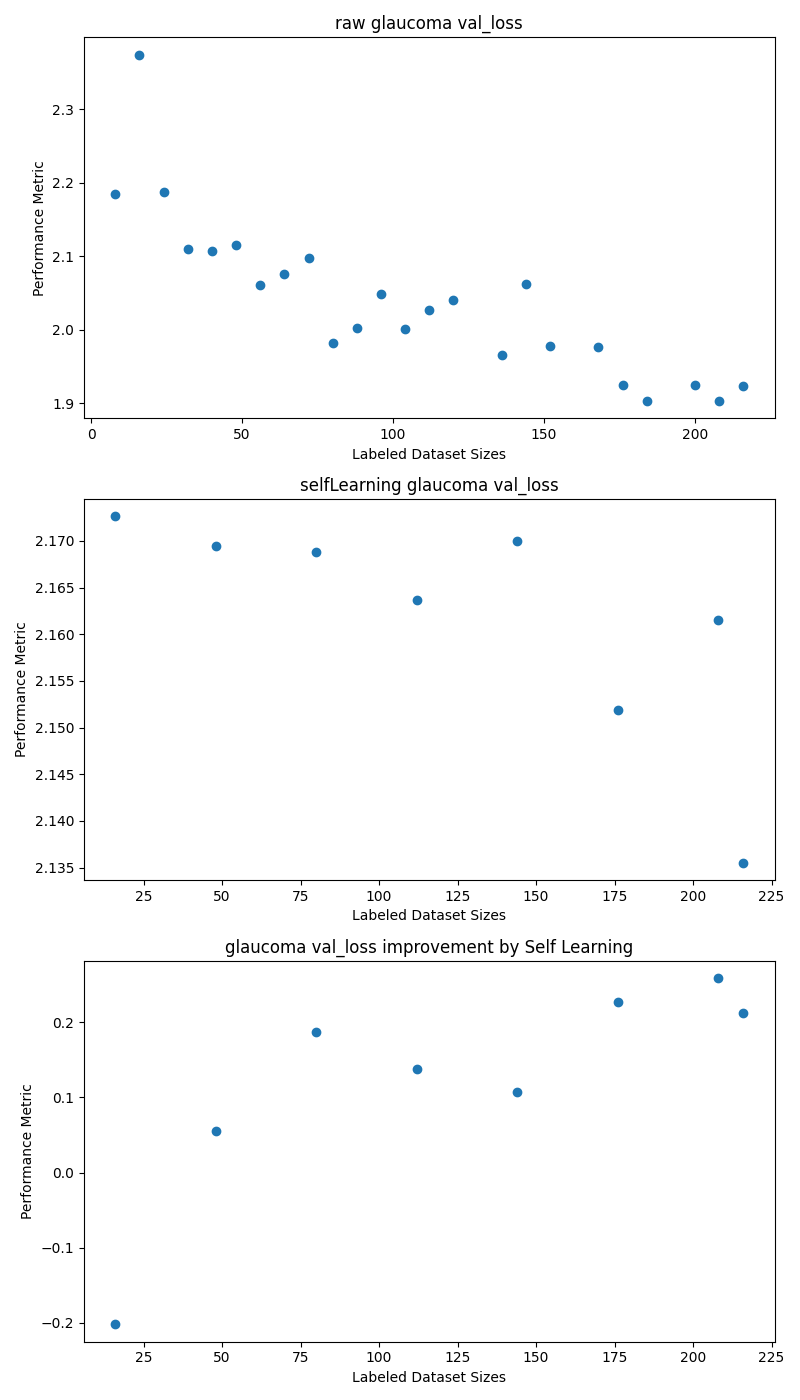 raw glaucoma val_loss
2.3
2.2
2.1
2.0
1.9
Performance Metric
0 50 100 150 200
Labeled Dataset Sizes
selfLearning glaucoma val_loss
2.170
2.165
2.160
2.155
2.150
2.145
2.140
2.135
Performance Metric
25 50 75 100 125 150 175 200 225
Labeled Dataset Sizes
glaucoma val_loss improvement by Self Learning
0.2
0.1
0.0
−0.1
−0.2
Performance Metric
25 50 75 100 125 150 175 200 225
Labeled Dataset Sizes